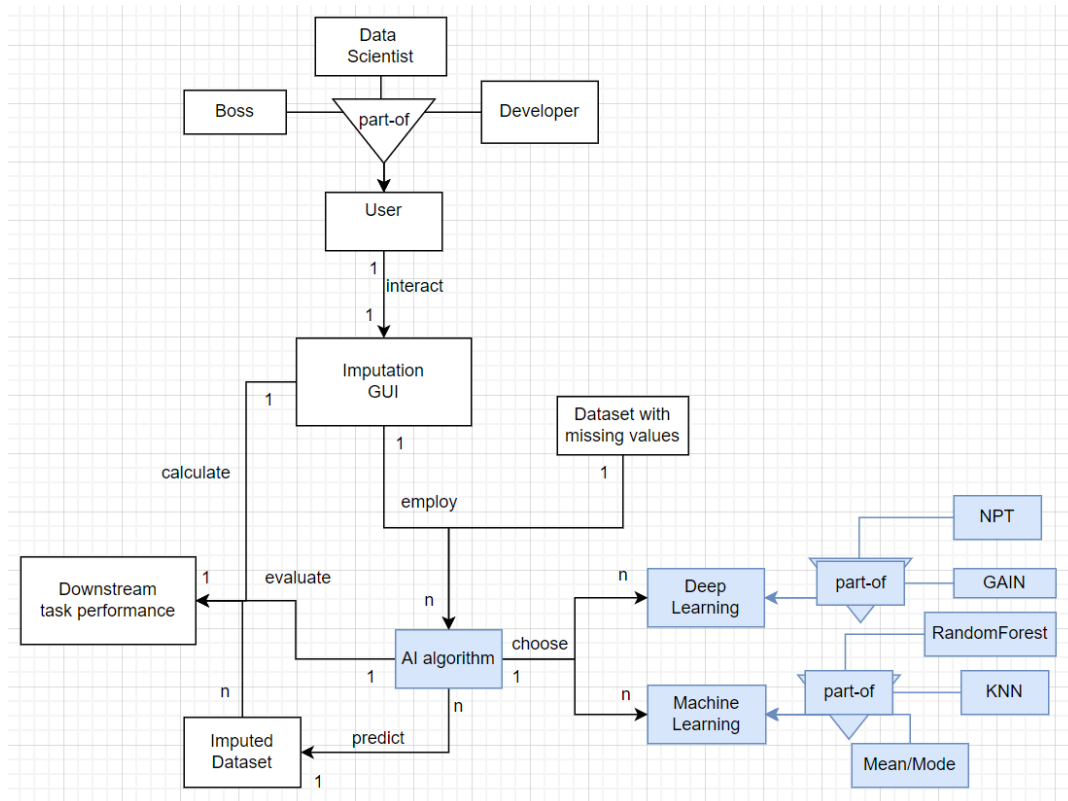 Data
Scientist
Boss
part-of
Developer
User
1
interact
1
Imputation
GUI
1
1
Dataset with
missing values
1
calculate
employ
NPT
Downstream
task performance
1
evaluate
n
n
Deep
Learning
part-of
GAIN
RandomForest
AI algorithm
choose
1
1
n
n
n
Machine
Learning
part-of
KNN
Imputed
Dataset
predict
1
Mean/Mode